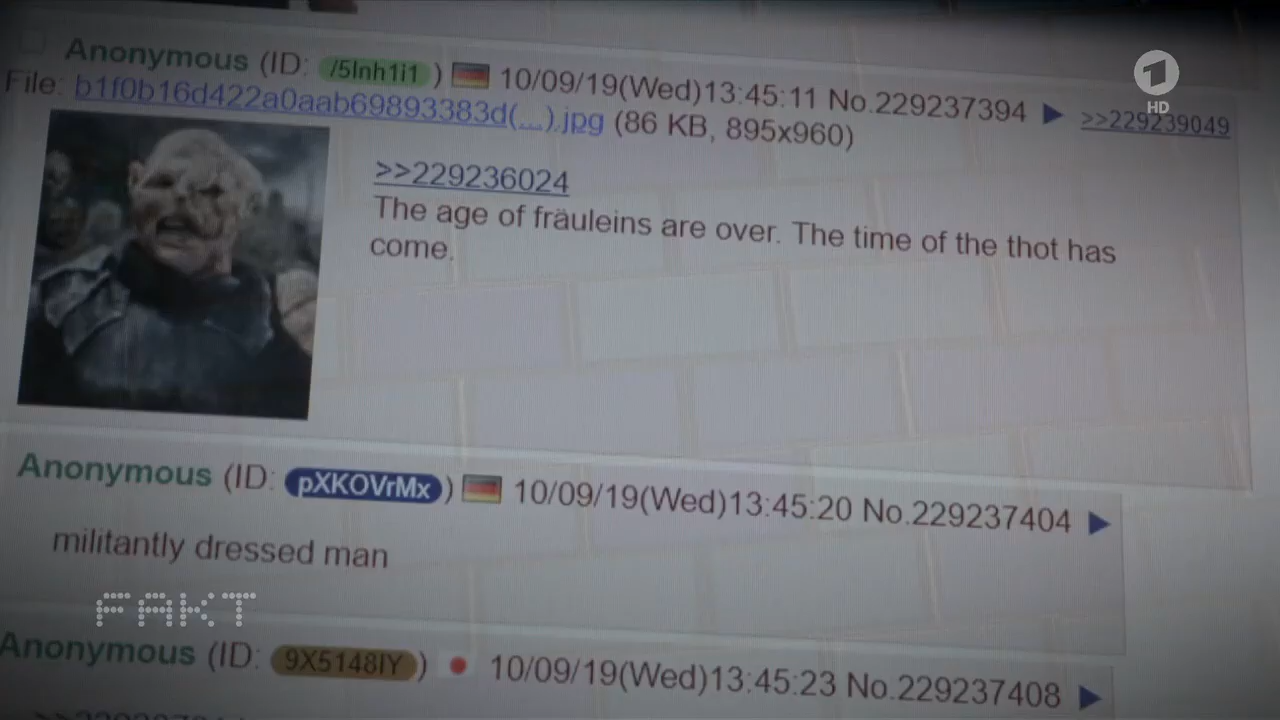 Anonymous (ID: /5Inh1i1 ) 10/09/19(Wed)13:45:11 No.229237394 ▶ >>229239049
File: b1f0b16d422a0aab69893383d(...).jpg (86 KB, 895x960)
1
HD
>>229236024
The age of fräuleins are over. The time of the thot has
come.
Anonymous (ID: pXKOVrMx ) 10/09/19(Wed)13:45:20 No.229237404 ▶
militantly dressed man
FAKT
Anonymous (ID: 9X5148IY ) 10/09/19(Wed)13:45:23 No.229237408 ▶